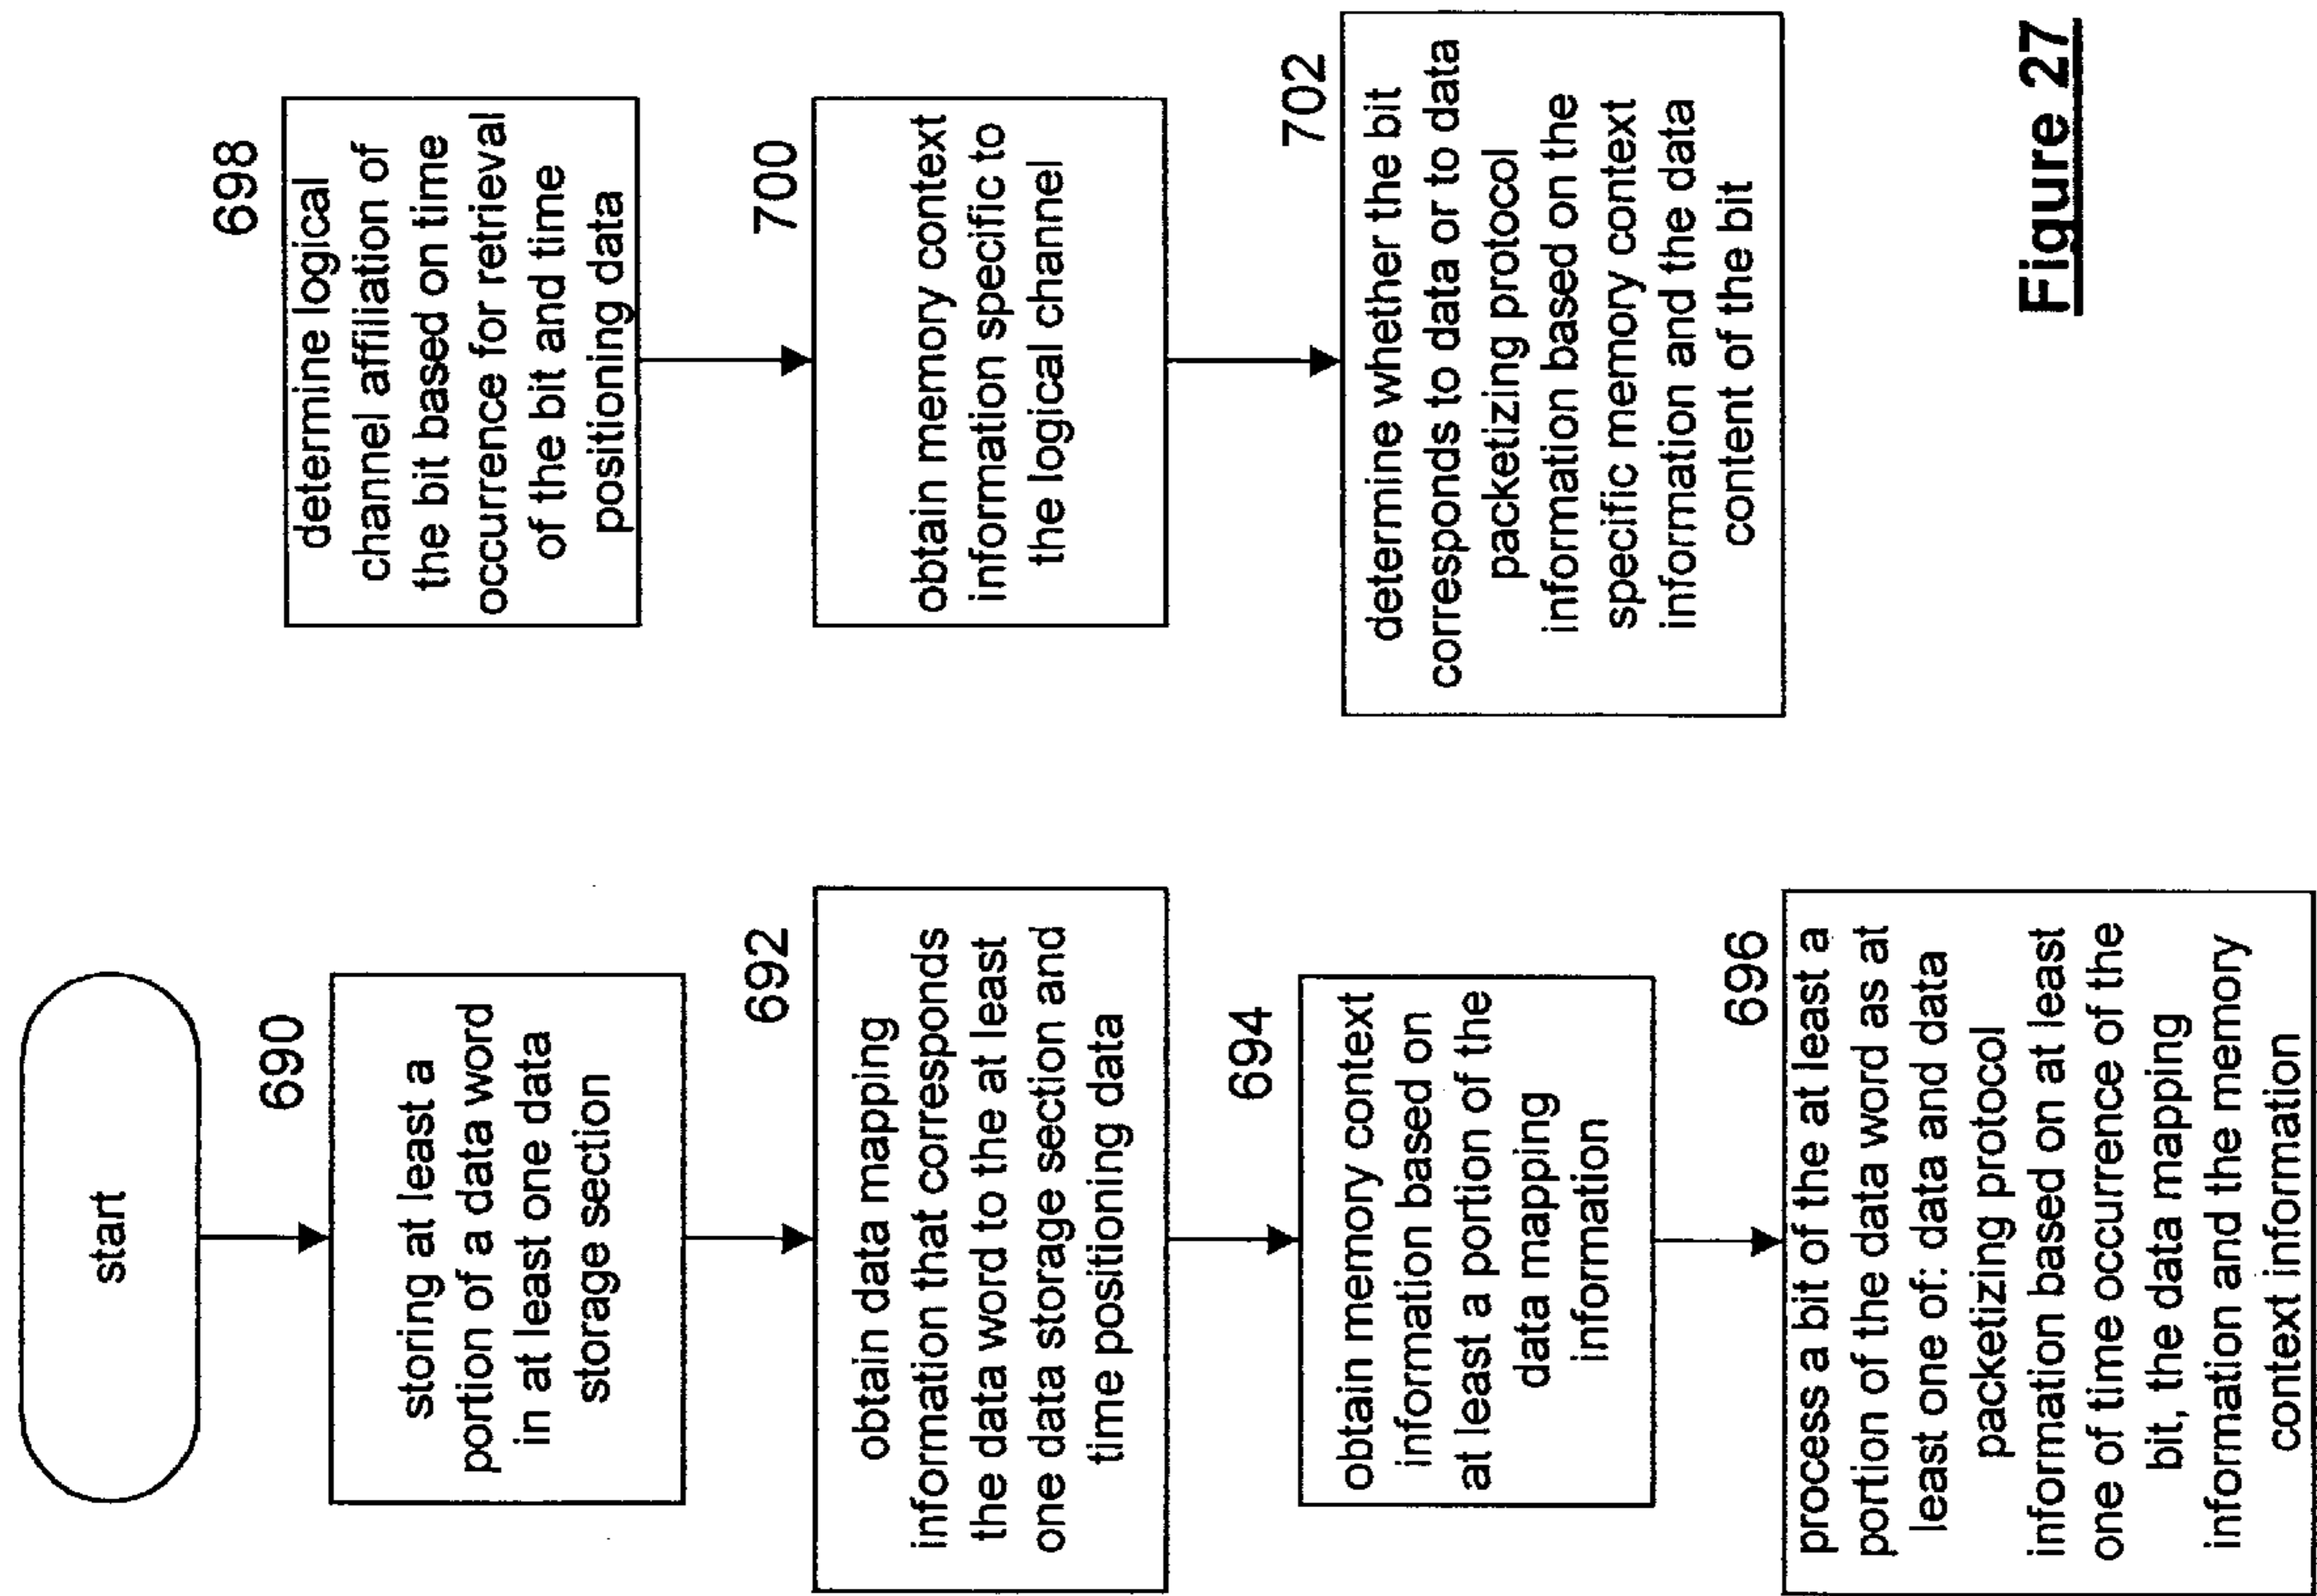 start
690
storing at least a
portion of a data word
in at least one data
storage section
692
obtain data mapping
information that corresponds
the data word to the at least
one data storage section and
time positioning data
694
obtain memory context
information based on
at least a portion of the
data mapping
information
696
process a bit of the at least a
portion of the data word as at
least one of: data and data
packetizing protocol
information based on at least
one of time occurrence of the
bit, the data mapping
information and the memory
context information
698
determine logical
channel affiliation of
the bit based on time
occurrence for retrieval
of the bit and time
positioning data
700
obtain memory context
information specific to
the logical channel
702
determine whether the bit
corresponds to data or to data
packetizing protocol
information based on the
specific memory context
information and the data
content of the bit
Figure 27